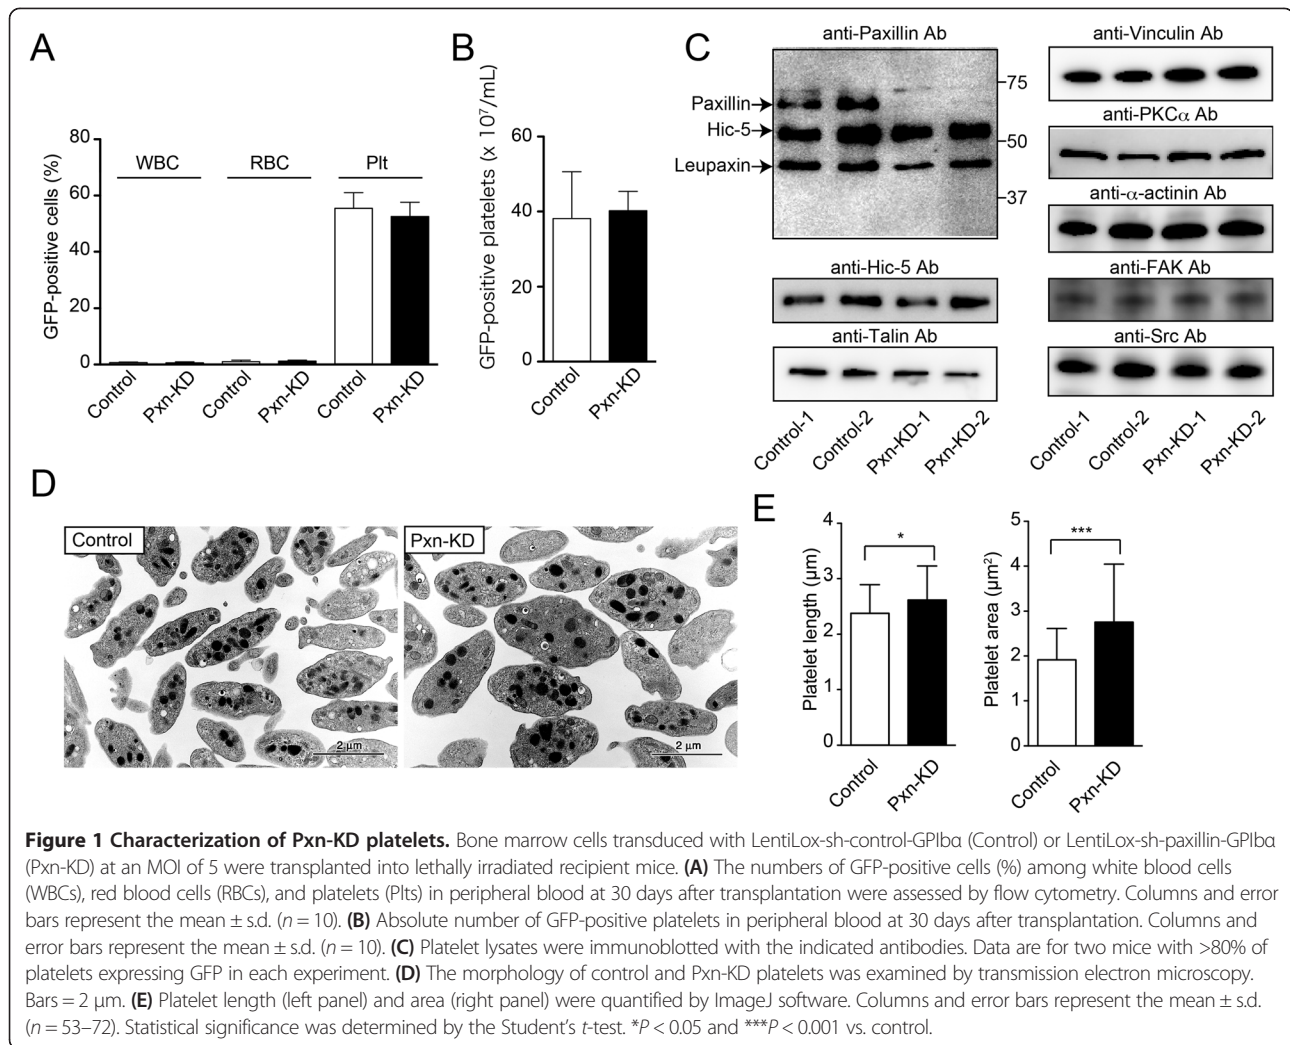 A
GFP-positive cells (%)
80
60
40
20
0
WBC
RBC
Plt
Control
Pxn-KD
Control
Pxn-KD
Control
Pxn-KD
B
GFP-positive platelets (x 10⁷/mL)
60
40
20
0
Control
Pxn-KD
C
anti-Paxillin Ab
Paxillin
Hic-5
Leupaxin
75
50
37
anti-Hic-5 Ab
anti-Talin Ab
Control-1
Control-2
Pxn-KD-1
Pxn-KD-2
anti-Vinculin Ab
anti-PKCα Ab
anti-α-actinin Ab
anti-FAK Ab
anti-Src Ab
Control-1
Control-2
Pxn-KD-1
Pxn-KD-2
D
Control
2 μm
Pxn-KD
2 μm
E
Platelet length (μm)
4
3
2
1
0
*
Control
Pxn-KD
Platelet area (μm²)
5
4
3
2
1
0
***
Control
Pxn-KD
Figure 1 Characterization of Pxn-KD platelets. Bone marrow cells transduced with LentiLox-sh-control-GPIbα (Control) or LentiLox-sh-paxillin-GPIbα
(Pxn-KD) at an MOI of 5 were transplanted into lethally irradiated recipient mice. (A) The numbers of GFP-positive cells (%) among white blood cells
(WBCs), red blood cells (RBCs), and platelets (Plts) in peripheral blood at 30 days after transplantation were assessed by flow cytometry. Columns and error
bars represent the mean ± s.d. (n = 10). (B) Absolute number of GFP-positive platelets in peripheral blood at 30 days after transplantation. Columns and
error bars represent the mean ± s.d. (n = 10). (C) Platelet lysates were immunoblotted with the indicated antibodies. Data are for two mice with >80% of
platelets expressing GFP in each experiment. (D) The morphology of control and Pxn-KD platelets was examined by transmission electron microscopy.
Bars = 2 μm. (E) Platelet length (left panel) and area (right panel) were quantified by ImageJ software. Columns and error bars represent the mean ± s.d.
(n = 53–72). Statistical significance was determined by the Student's t-test. *P < 0.05 and ***P < 0.001 vs. control.